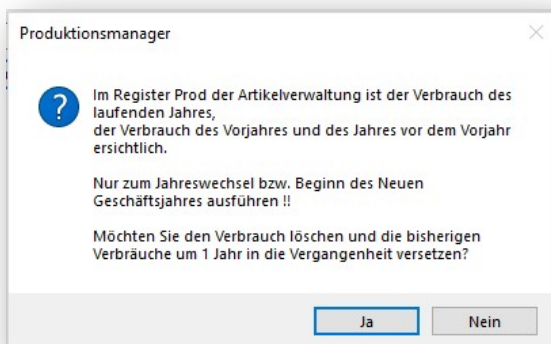 Produktionsmanager
Im Register Prod der Artikelverwaltung ist der Verbrauch des
laufenden Jahres,
der Verbrauch des Vorjahres und des Jahres vor dem Vorjahr
ersichtlich.
Nur zum Jahreswechsel bzw. Beginn des Neuen
Geschäftsjahres ausführen !!
Möchten Sie den Verbrauch löschen und die bisherigen
Verbräuche um 1 Jahr in die Vergangenheit versetzen?
Ja
Nein